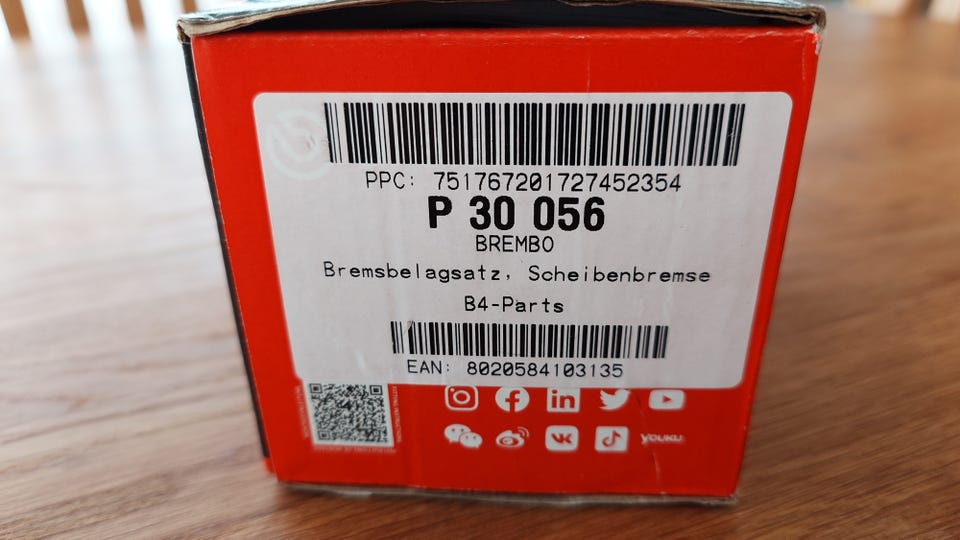 PPC: 751767201727452354
P 30 056
BREMBO
Bremsbelagsatz, Scheibenbremse
B4-Parts
EAN: 8020584103135
YOUKU